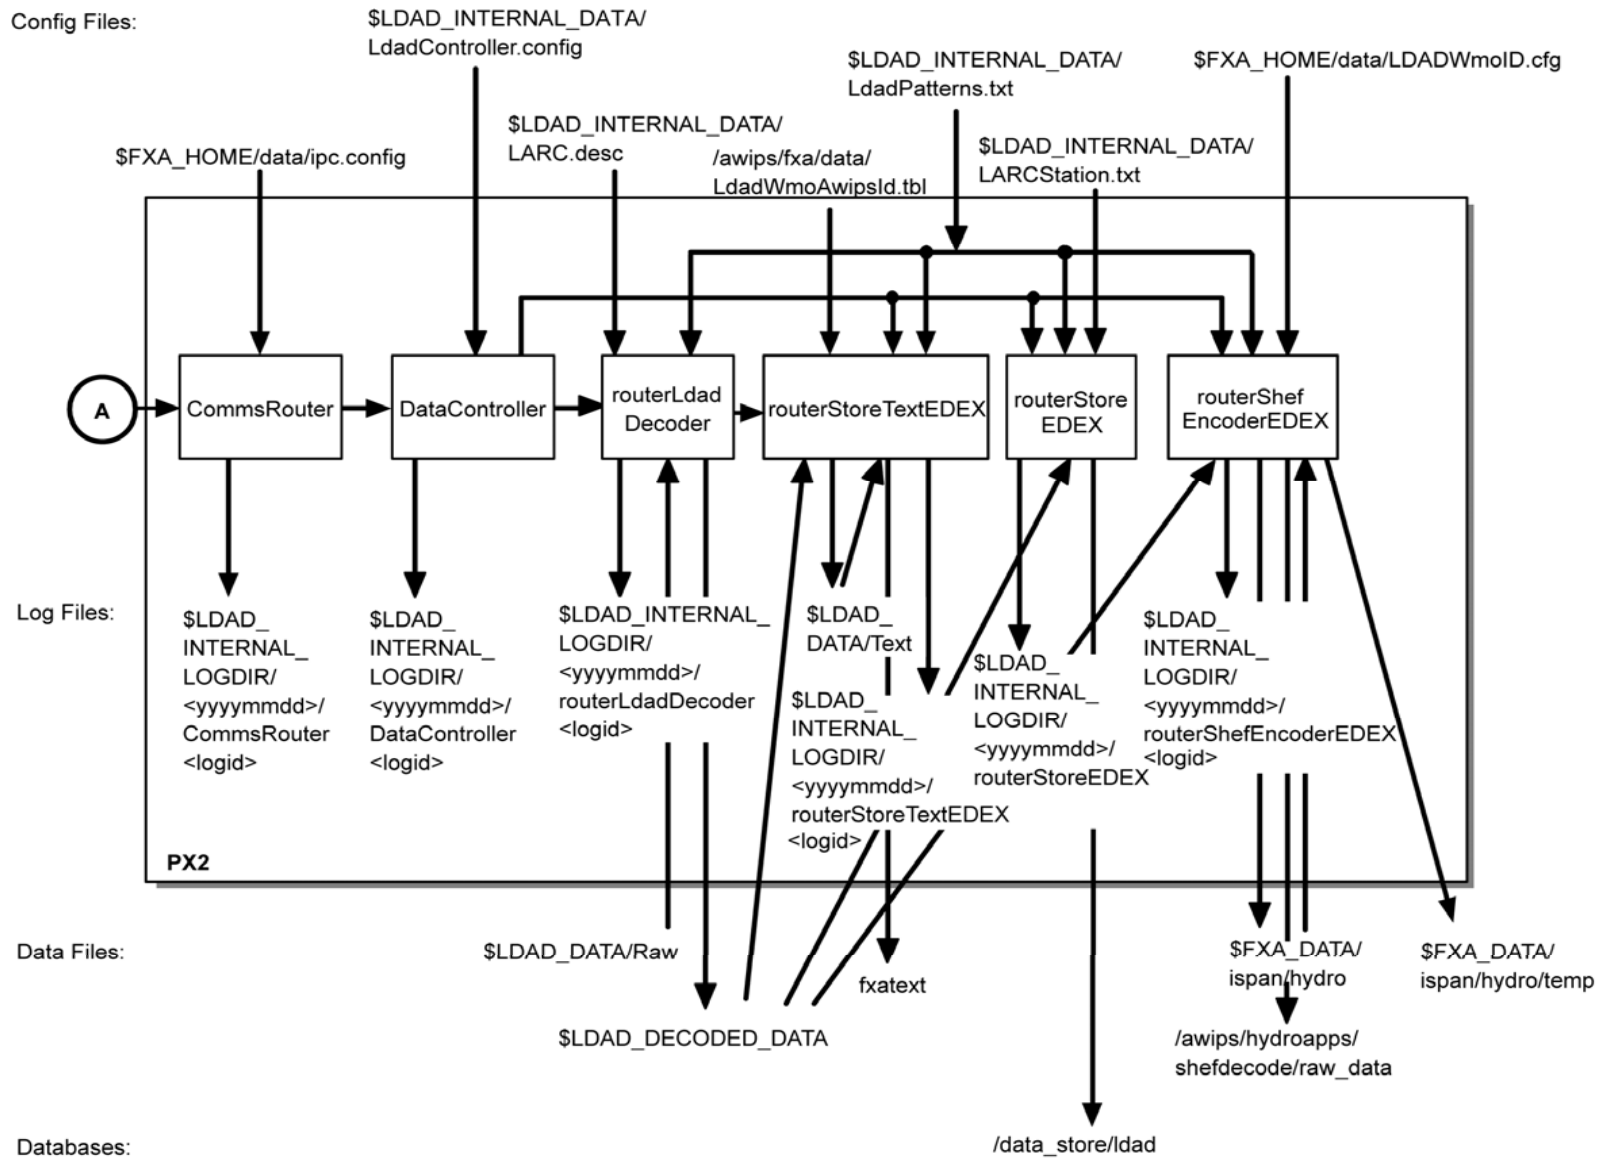 Config Files:
$LDAD_INTERNAL_DATA/
LdadController.config
$LDAD_INTERNAL_DATA/
LdadPatterns.txt
$FXA_HOME/data/LDADWmoID.cfg
$LDAD_INTERNAL_DATA/
LARC.desc
$FXA_HOME/data/ipc.config
/awips/fxa/data/
LdadWmoAwipsId.tbl
$LDAD_INTERNAL_DATA/
LARCStation.txt
A
CommsRouter
DataController
routerLdad
Decoder
routerStoreTextEDEX
routerStore
EDEX
routerShef
EncoderEDEX
Log Files:
$LDAD_
INTERNAL_
LOGDIR/
<yyyymmdd>/
CommsRouter
<logid>
$LDAD_
INTERNAL_
LOGDIR/
<yyyymmdd>/
DataController
<logid>
$LDAD_INTERNAL_
LOGDIR/
<yyyymmdd>/
routerLdadDecoder
<logid>
$LDAD_
DATA/Text
$LDAD_
INTERNAL_
LOGDIR/
<yyyymmdd>/
routerStoreTextEDEX
<logid>
$LDAD_
INTERNAL_
LOGDIR/
<yyyymmdd>/
routerStoreEDEX
$LDAD_
INTERNAL_
LOGDIR/
<yyyymmdd>/
routerShefEncoderEDEX
<logid>
PX2
Data Files:
$LDAD_DATA/Raw
fxatext
$LDAD_DECODED_DATA
$FXA_DATA/
ispan/hydro
$FXA_DATA/
ispan/hydro/temp
/awips/hydroapps/
shefdecode/raw_data
Databases:
/data_store/ldad